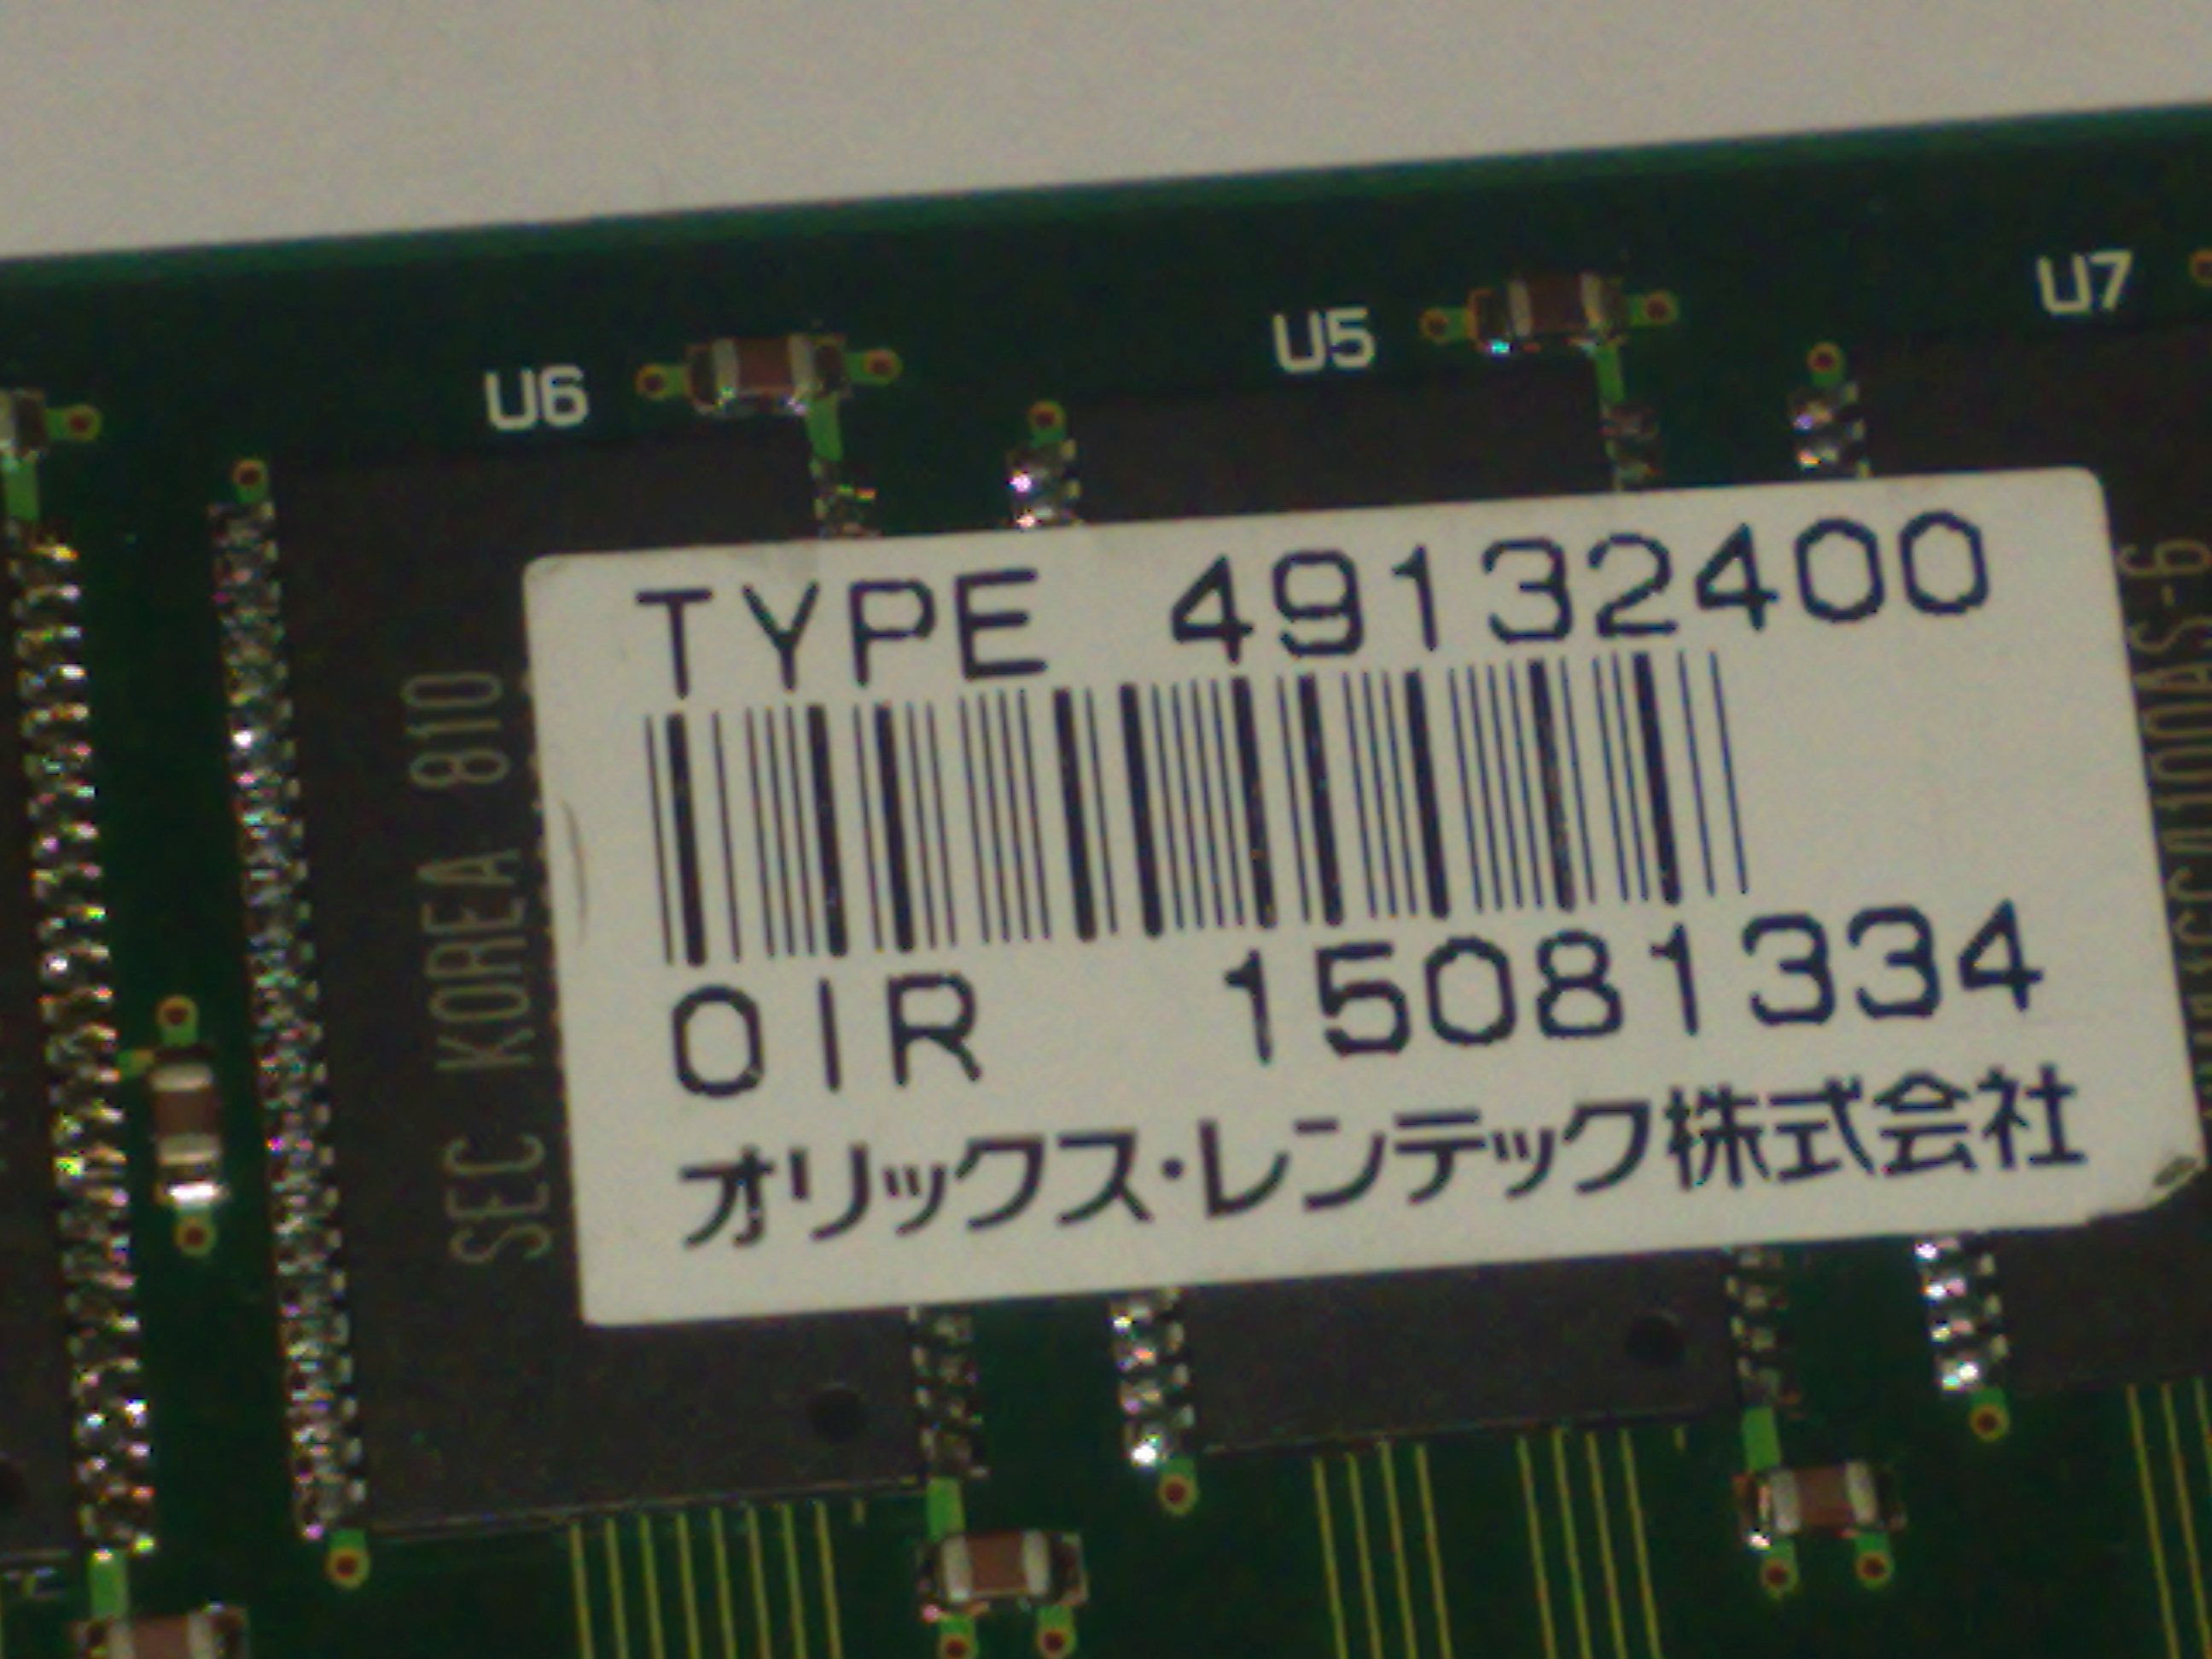 U6
U5
U7
TYPE 49132400
OIR 15081334
オリックス・レンテック株式会社
SEC KOREA 810